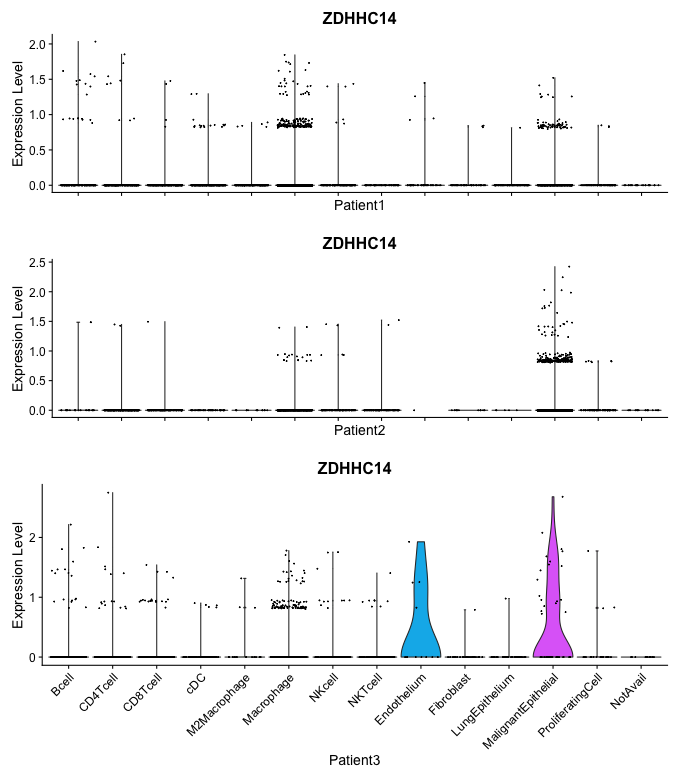 ZDHHC14
2.0
1.5
1.0
0.5
0.0
Expression Level
Patient1
ZDHHC14
2.5
2.0
1.5
1.0
0.5
0.0
Expression Level
Patient2
ZDHHC14
2
1
0
Expression Level
Bcell
CD4Tcell
CD8Tcell
cDC
M2Macrophage
Macrophage
NKcell
NKTcell
Endothelium
Fibroblast
LungEpithelium
MalignantEpithelial
ProliferatingCell
NotAvail
Patient3